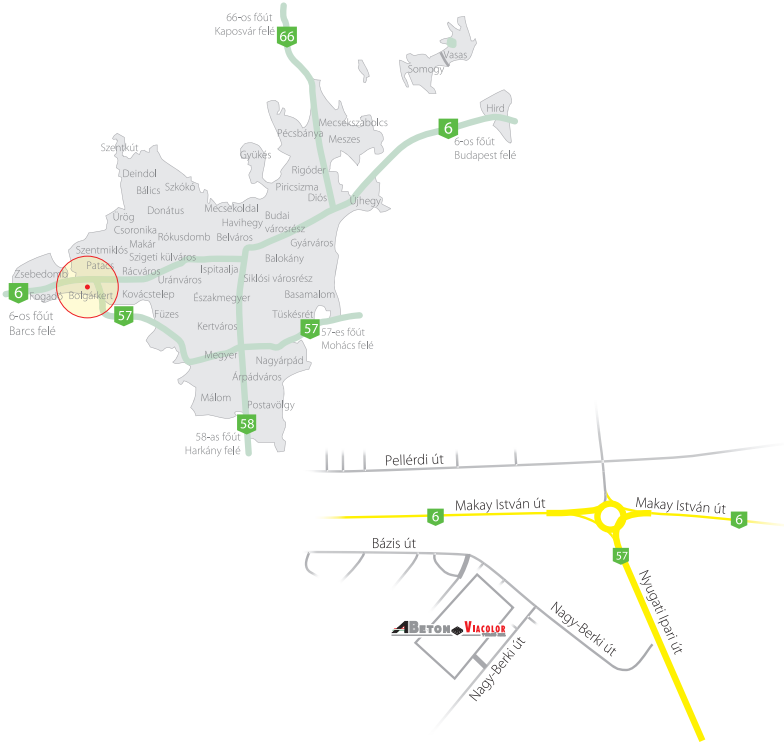 66-os főút
Kaposvár felé
66
Vasas
Somogy
Hird
6
6-os főút
Budapest felé
Mecsekszabolcs
Pécsbánya
Meszes
Szentkút
Gyükés
Deindol
Rigóder
Bálics
Szkókó
Piricsizma
Diós
Újhegy
Donátus
Mecsekoldal
Ürög
Havihegy
Budai
városrész
Csoronika
Makár
Rókusdomb
Belváros
Gyárváros
Szentmiklós
Szigeti külváros
Balokány
Patacs
Rácváros
Ispitaalja
Zsebedomb
Uránváros
Siklósi városrész
6
Fogadó
Bolgárkert
Kovácstelep
Északmegyer
Basamalom
6-os főút
Barcs felé
57
Füzes
Tüskésrét
Kertváros
57
57-es főút
Mohács felé
Megyer
Nagyárpád
Árpádváros
Málom
Postavölgy
58
58-as főút
Harkány felé
Pellérdi út
Makay István út
Makay István út
6
6
Bázis út
57
Nyugati Ipari út
Nagy-Berki út
ABETON VIACOLOR
Nagy-Berki út